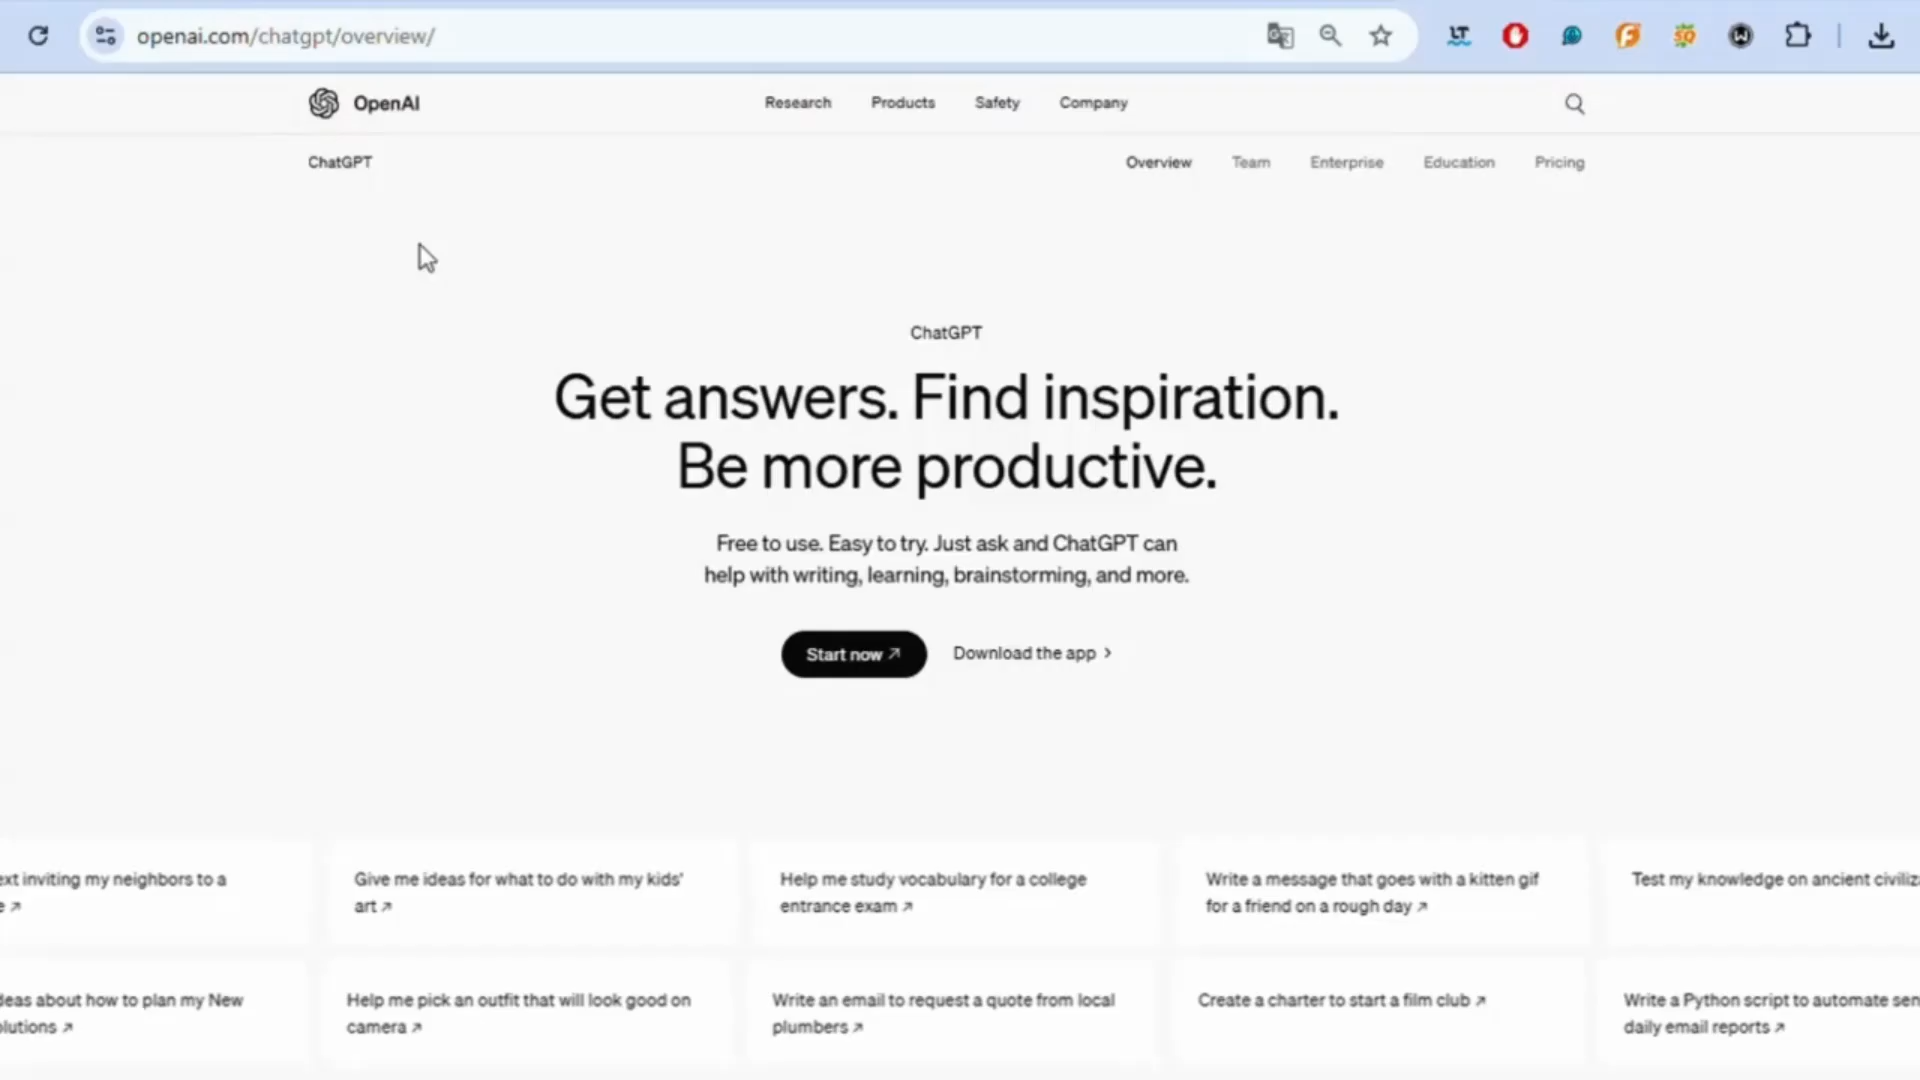 openai.com/chatgpt/overview/
OpenAI
Research Products Safety Company
ChatGPT
Overview Team Enterprise Education Pricing
ChatGPT
Get answers. Find inspiration.
Be more productive.
Free to use. Easy to try. Just ask and ChatGPT can
help with writing, learning, brainstorming, and more.
Start now ↗ Download the app >
inviting my neighbors to a
↗
Give me ideas for what to do with my kids'
art ↗
Help me study vocabulary for a college
entrance exam ↗
Write a message that goes with a kitten gif
for a friend on a rough day ↗
Test my knowledge on ancient
about how to plan my New
↗
Help me pick an outfit that will look good on
camera ↗
Write an email to request a quote from local
plumbers ↗
Create a charter to start a film club ↗
Write a Python script to automate
daily email reports ↗